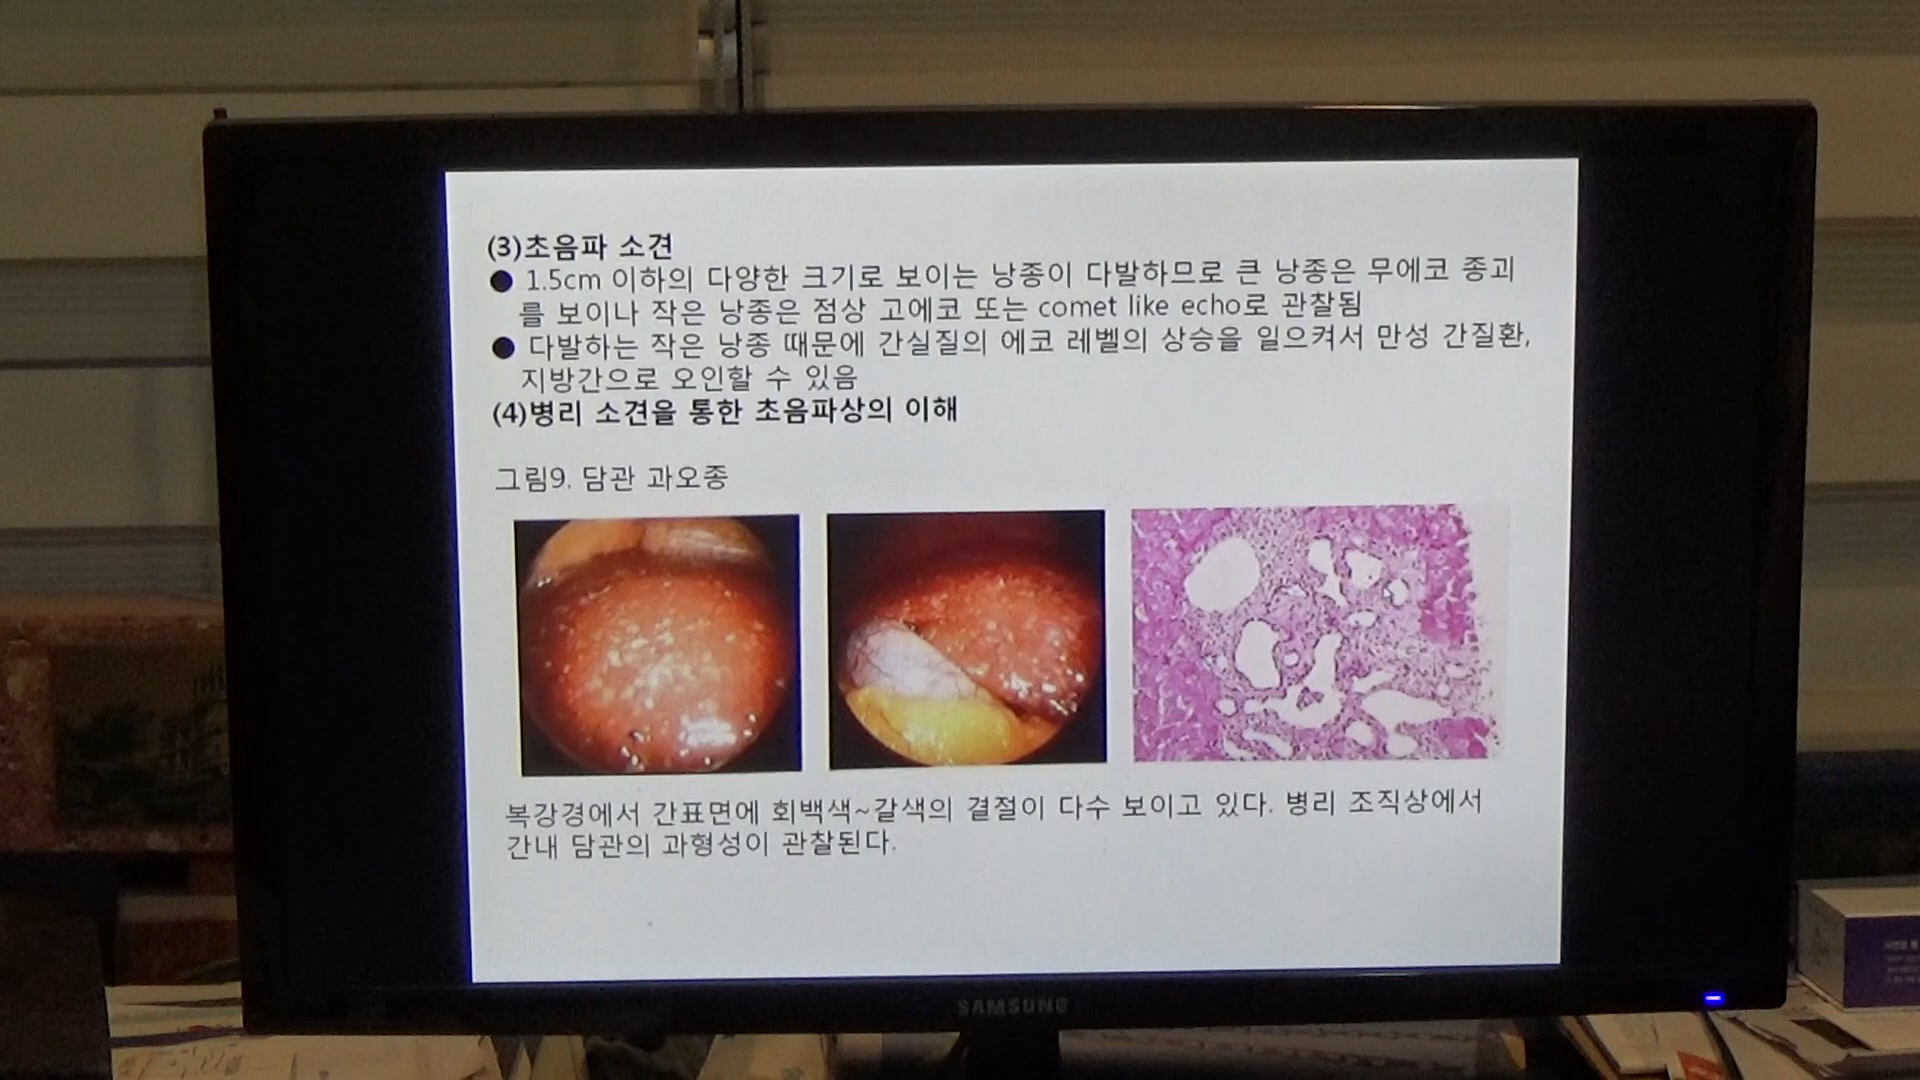 (3)초음파 소견
● 1.5cm 이하의 다양한 크기로 보이는 낭종이 다발하므로 큰 낭종은 무에코 종괴
를 보이나 작은 낭종은 점상 고에코 또는 comet like echo로 관찰됨
● 다발하는 작은 낭종 때문에 간실질의 에코 레벨의 상승을 일으켜서 만성 간질환,
지방간으로 오인할 수 있음
(4)병리 소견을 통한 초음파상의 이해
그림9. 담관 과오종
복강경에서 간표면에 회백색~갈색의 결절이 다수 보이고 있다. 병리 조직상에서
간내 담관의 과형성이 관찰된다.
SAMSUNG